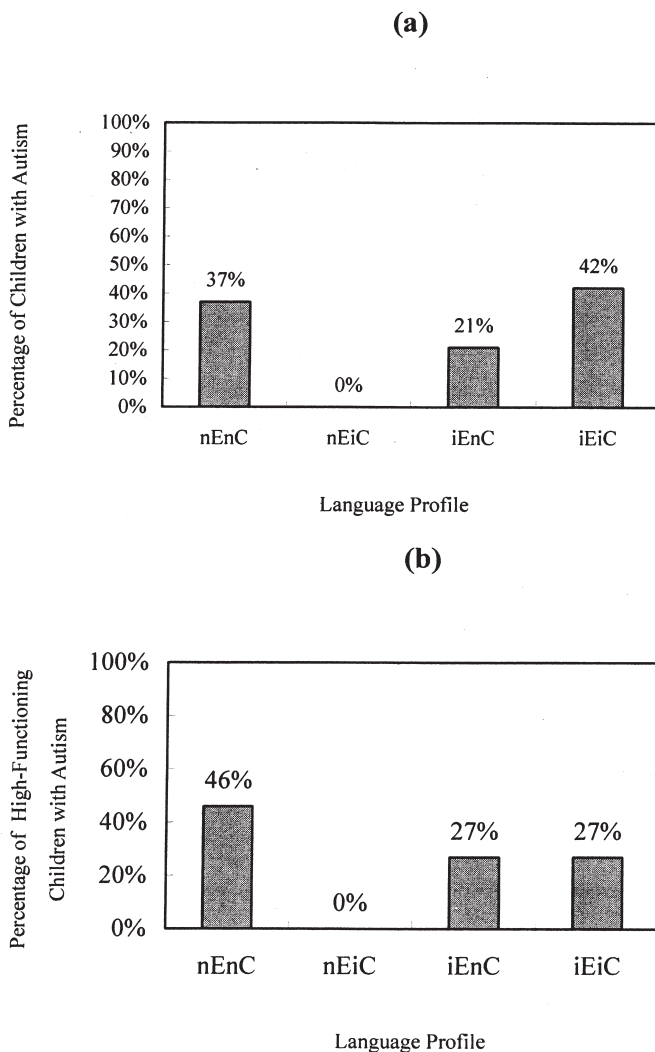 (a)
Percentage of Children with Autism
100%
90%
80%
70%
60%
50%
40%
30%
20%
10%
0%
37%
0%
21%
42%
nEnC nEiC iEnC iEiC
Language Profile
(b)
Percentage of High-Functioning
Children with Autism
100%
80%
60%
40%
20%
0%
46%
0%
27%
27%
nEnC nEiC iEnC iEiC
Language Profile